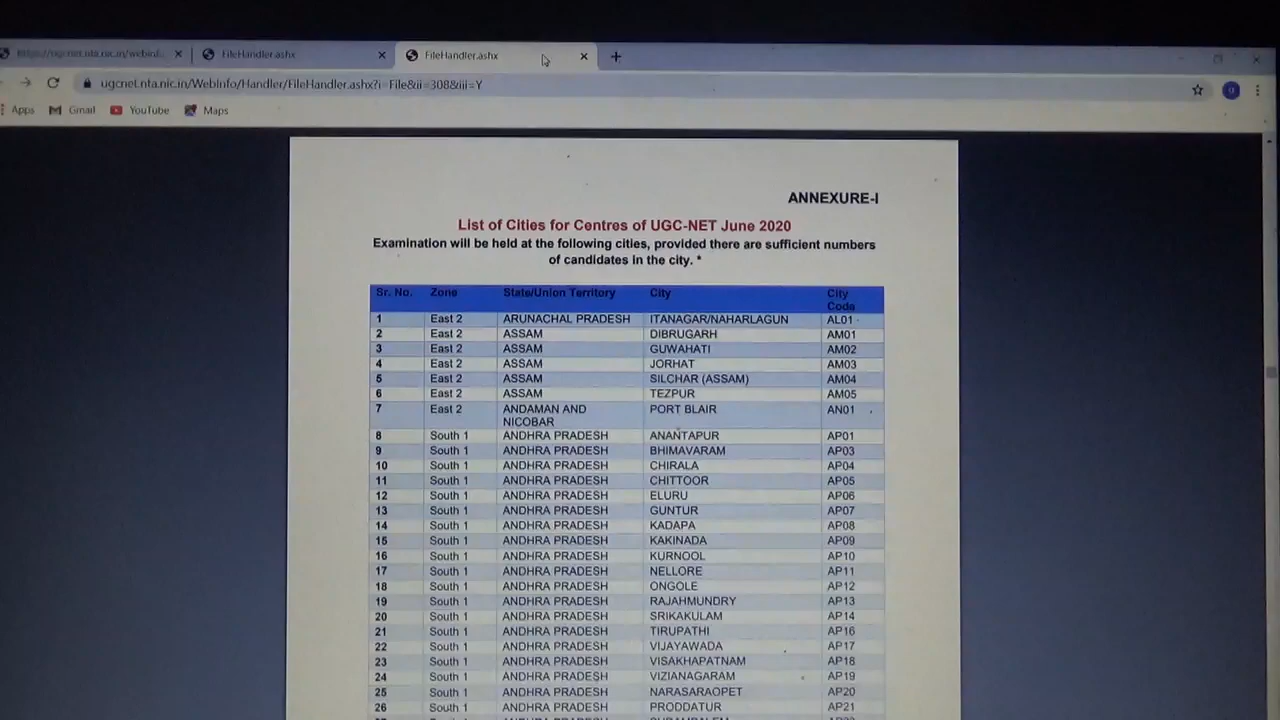 https://ugcnet.nta.nic.in/webinf... FileHandler.ashx FileHandler.ashx
ugcnet.nta.nic.in/WebInfo/Handler/FileHandler.ashx?i=File&ii=308&iii=Y
Apps Gmail YouTube Maps
ANNEXURE-I
List of Cities for Centres of UGC-NET June 2020
Examination will be held at the following cities, provided there are sufficient numbers
of candidates in the city. *
Sr. No. Zone State/Union Territory City City
Code
1 East 2 ARUNACHAL PRADESH ITANAGAR/NAHARLAGUN AL01
2 East 2 ASSAM DIBRUGARH AM01
3 East 2 ASSAM GUWAHATI AM02
4 East 2 ASSAM JORHAT AM03
5 East 2 ASSAM SILCHAR (ASSAM) AM04
6 East 2 ASSAM TEZPUR AM05
7 East 2 ANDAMAN AND PORT BLAIR AN01
NICOBAR
8 South 1 ANDHRA PRADESH ANANTAPUR AP01
9 South 1 ANDHRA PRADESH BHIMAVARAM AP03
10 South 1 ANDHRA PRADESH CHIRALA AP04
11 South 1 ANDHRA PRADESH CHITTOOR AP05
12 South 1 ANDHRA PRADESH ELURU AP06
13 South 1 ANDHRA PRADESH GUNTUR AP07
14 South 1 ANDHRA PRADESH KADAPA AP08
15 South 1 ANDHRA PRADESH KAKINADA AP09
16 South 1 ANDHRA PRADESH KURNOOL AP10
17 South 1 ANDHRA PRADESH NELLORE AP11
18 South 1 ANDHRA PRADESH ONGOLE AP12
19 South 1 ANDHRA PRADESH RAJAHMUNDRY AP13
20 South 1 ANDHRA PRADESH SRIKAKULAM AP14
21 South 1 ANDHRA PRADESH TIRUPATHI AP16
22 South 1 ANDHRA PRADESH VIJAYAWADA AP17
23 South 1 ANDHRA PRADESH VISAKHAPATNAM AP18
24 South 1 ANDHRA PRADESH VIZIANAGARAM AP19
25 South 1 ANDHRA PRADESH NARASARAOPET AP20
26 South 1 ANDHRA PRADESH PRODDATUR AP21